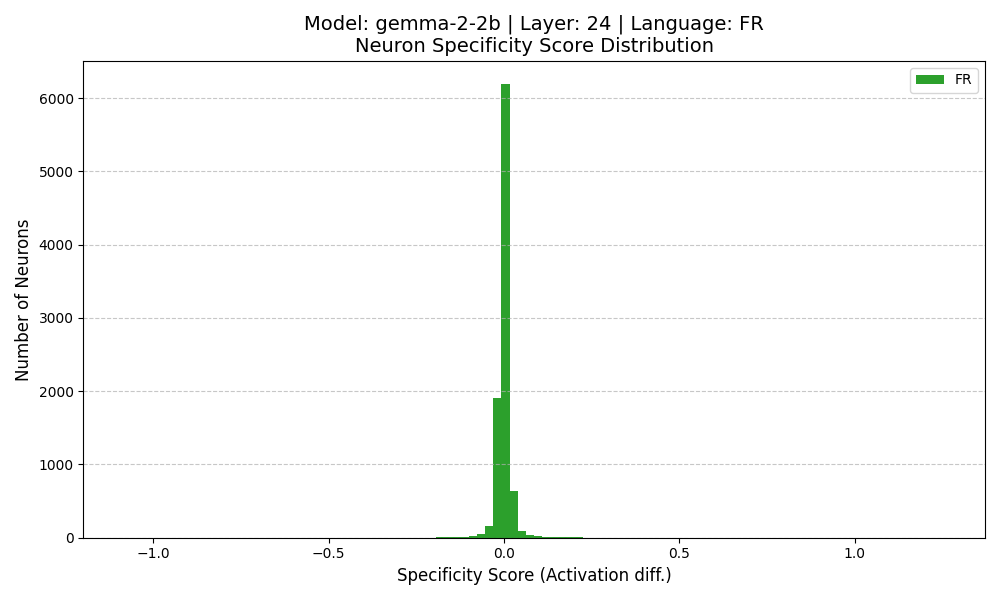 Model: gemma-2-2b | Layer: 24 | Language: FR
Neuron Specificity Score Distribution
FR
Number of Neurons
6000
5000
4000
3000
2000
1000
0
−1.0
−0.5
0.0
0.5
1.0
Specificity Score (Activation diff.)